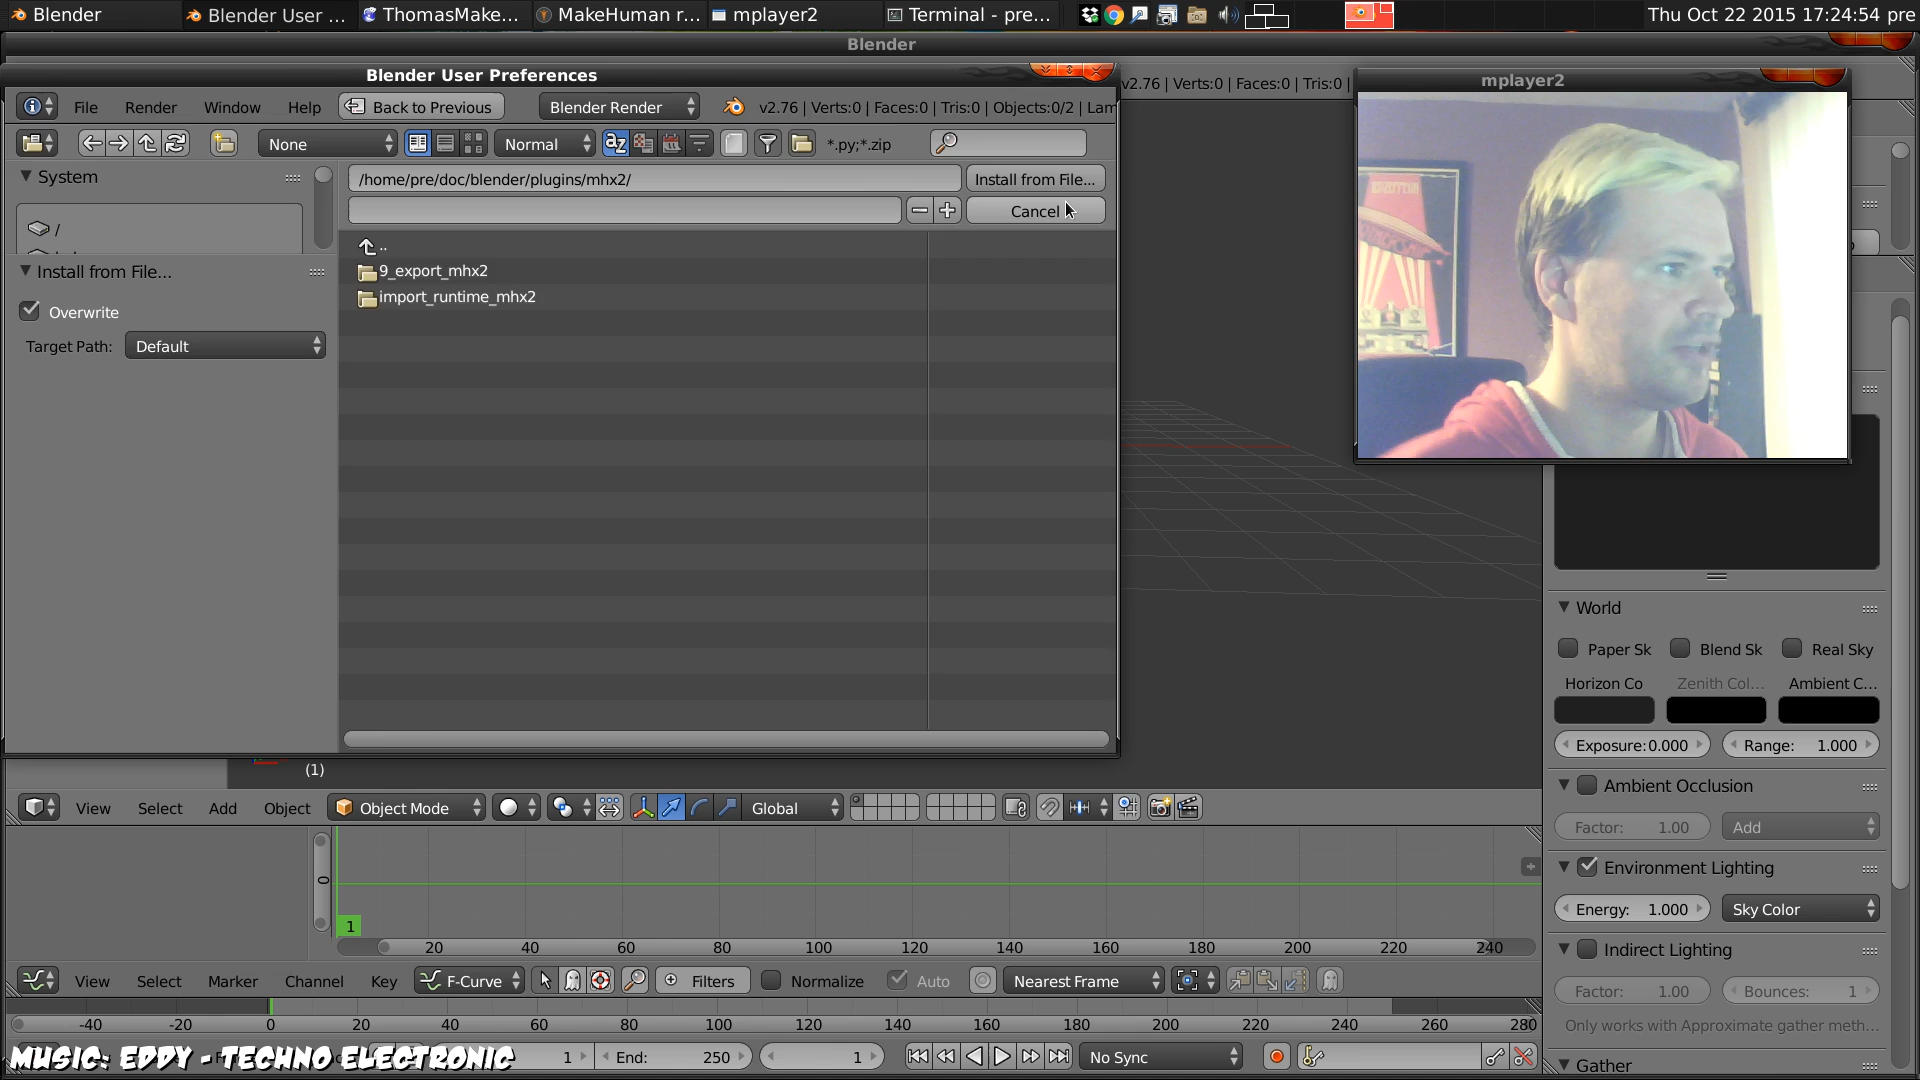 Blender
Blender User ...
ThomasMake...
MakeHuman r...
mplayer2
Terminal - pre...
Thu Oct 22 2015 17:24:54 pre
Blender
Blender User Preferences
v2.76 | Verts:0 | Faces:0 | Tris:0 |
mplayer2
File
Render
Window
Help
Back to Previous
Blender Render
v2.76 | Verts:0 | Faces:0 | Tris:0 | Objects:0/2 | Lam
None
Normal
*.py;*.zip
System
/
/home/pre/doc/blender/plugins/mhx2/
Install from File...
Cancel
..
Install from File...
9_export_mhx2
import_runtime_mhx2
Overwrite
Target Path:
Default
World
Paper Sk
Blend Sk
Real Sky
Horizon Co
Zenith Col...
Ambient C...
Exposure:0.000
Range: 1.000
(1)
Ambient Occlusion
View
Select
Add
Object
Object Mode
Global
Factor: 1.00
Add
0
Environment Lighting
Energy: 1.000
Sky Color
1
20 40 60 80 100 120 140 160 180 200 220 240
Indirect Lighting
View
Select
Marker
Channel
Key
F-Curve
Filters
Normalize
Auto
Nearest Frame
Factor: 1.00
Bounces: 1
-40 -20 0 20 40 60 80 100 120 140 160 180 200 220 240 260 280
Only works with Approximate gather meth...
MUSIC: EDDY - TECHNO ELECTRONIC
1
End: 250
1
No Sync
Gather